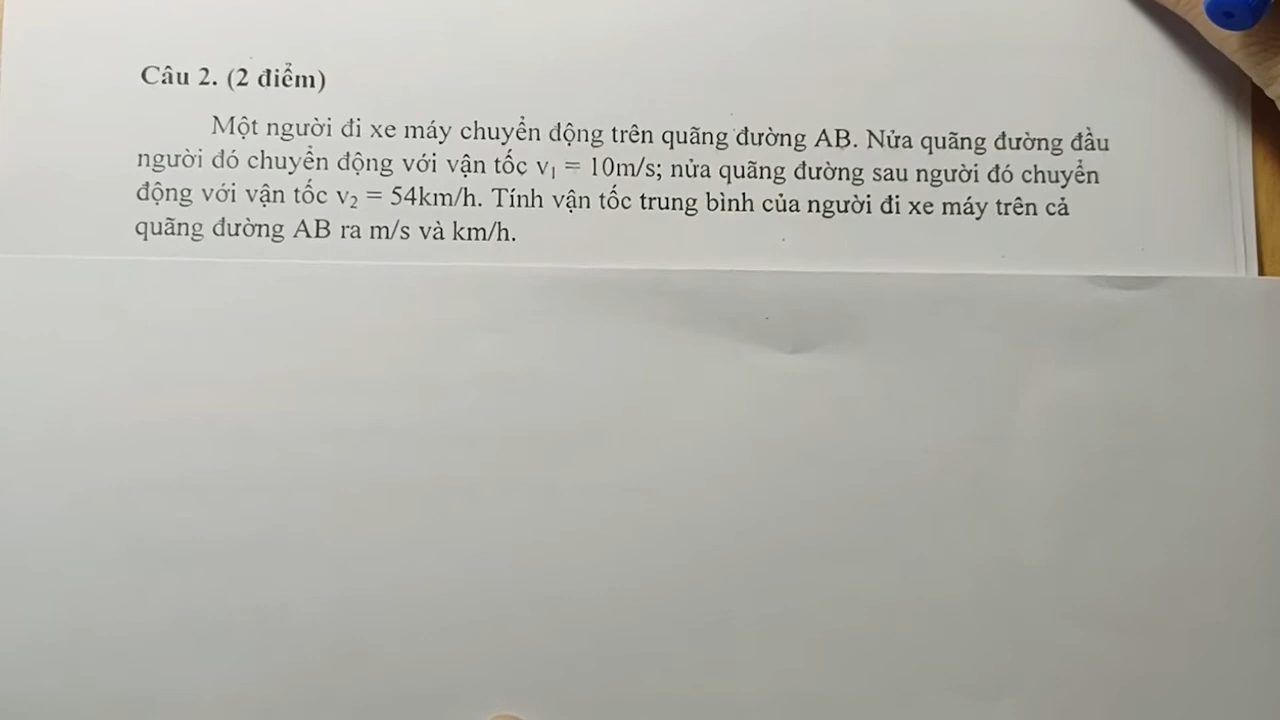 Câu 2. (2 điểm)
Một người đi xe máy chuyển động trên quãng đường AB. Nửa quãng đường đầu
người đó chuyển động với vận tốc v₁ = 10m/s; nửa quãng đường sau người đó chuyển
động với vận tốc v₂ = 54km/h. Tính vận tốc trung bình của người đi xe máy trên cả
quãng đường AB ra m/s và km/h.